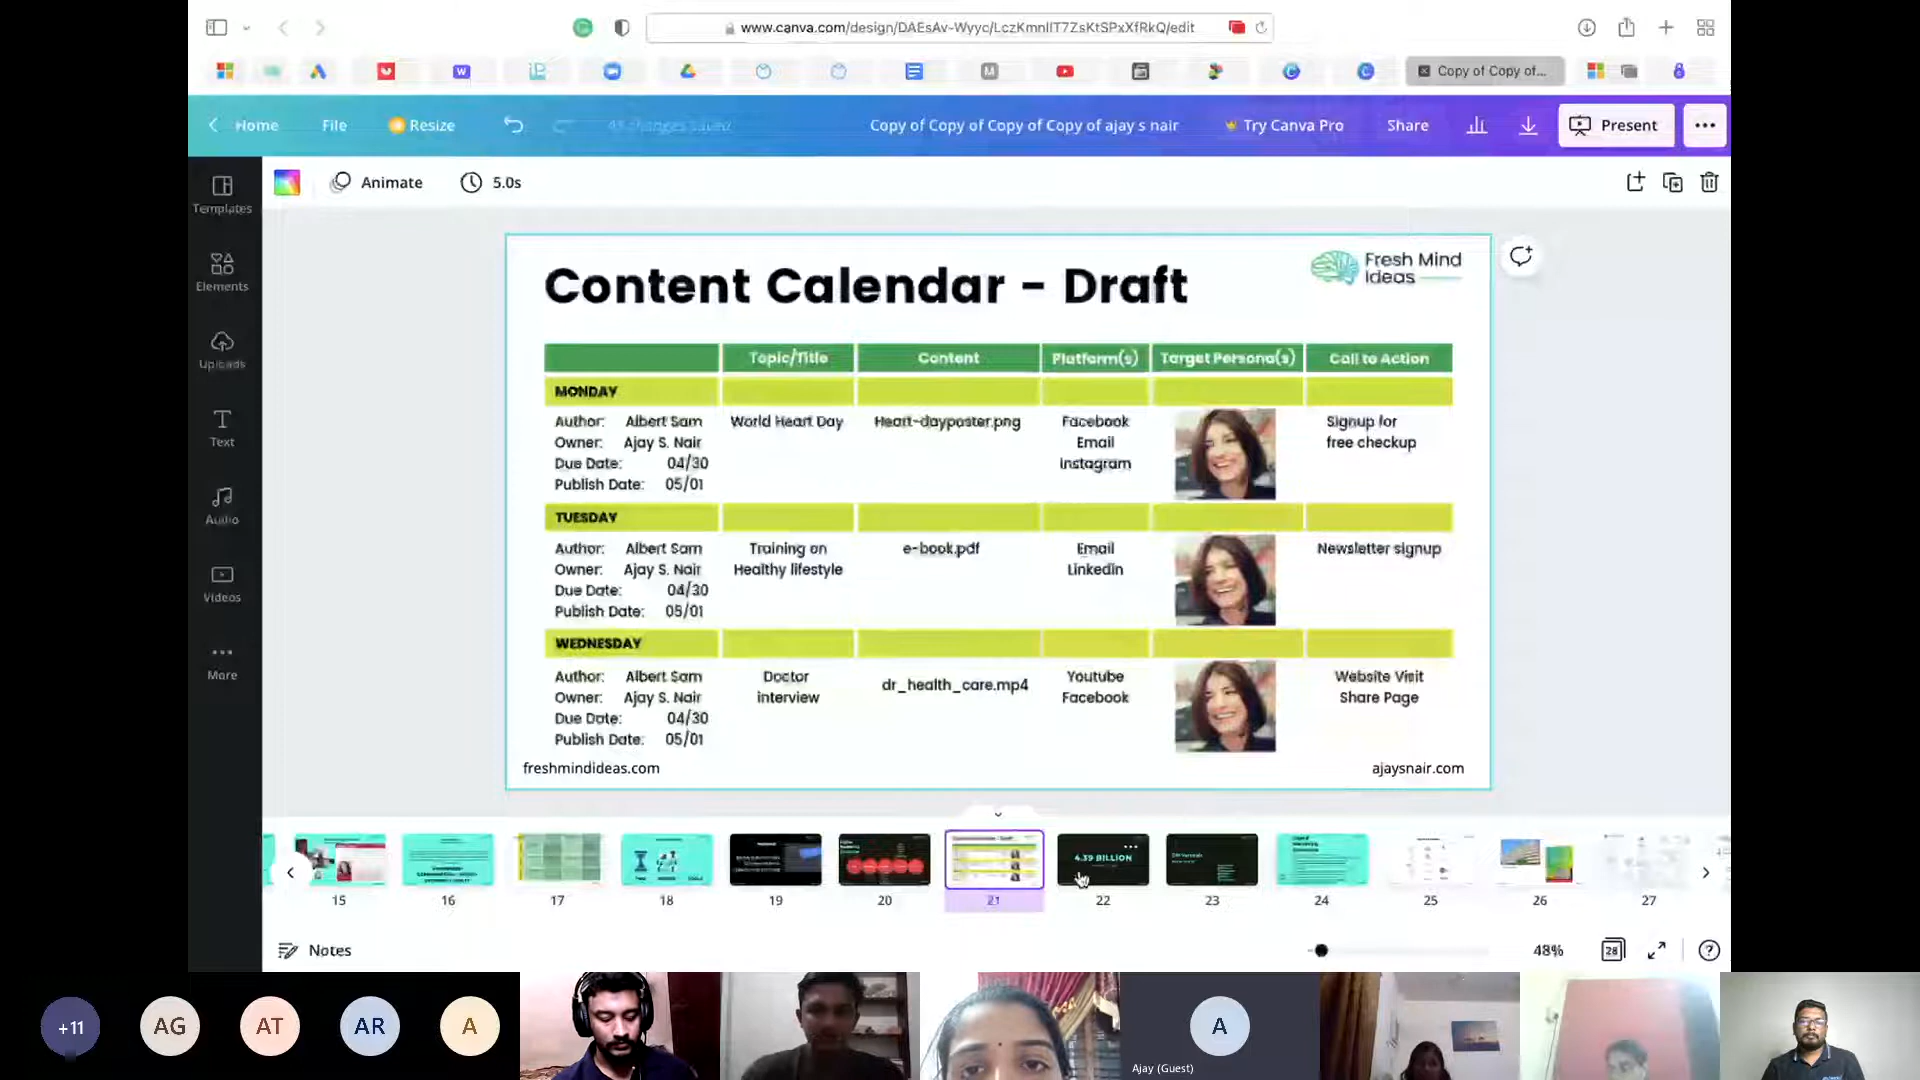 www.canva.com/design/DAEsAv-Wyyc/LczKmnIIT7ZsKtSPxXfRkQ/edit
Copy of Copy of...
Home
File
Resize
Copy of Copy of Copy of Copy of ajay s nair
Try Canva Pro
Share
Present
Animate
5.0s
Templates
Elements
Uploads
Text
Audio
Videos
More
Content Calendar - Draft
Fresh Mind
Ideas
Topic/Title
Content
Platform(s)
Target Persona(s)
Call to Action
MONDAY
Author: Albert Sam
Owner: Ajay S. Nair
Due Date: 04/30
Publish Date: 05/01
World Heart Day
Heart-dayposter.png
Facebook
Email
Instagram
Signup for
free checkup
TUESDAY
Author: Albert Sam
Owner: Ajay S. Nair
Due Date: 04/30
Publish Date: 05/01
Training on
Healthy lifestyle
e-book.pdf
Email
Linkedin
Newsletter signup
WEDNESDAY
Author: Albert Sam
Owner: Ajay S. Nair
Due Date: 04/30
Publish Date: 05/01
Doctor
interview
dr_health_care.mp4
Youtube
Facebook
Website Visit
Share Page
freshmindideas.com
ajaysnair.com
4.39 BILLION
15
16
17
18
19
20
21
22
23
24
25
26
27
Notes
48%
28
+11
AG
AT
AR
A
A
Ajay (Guest)